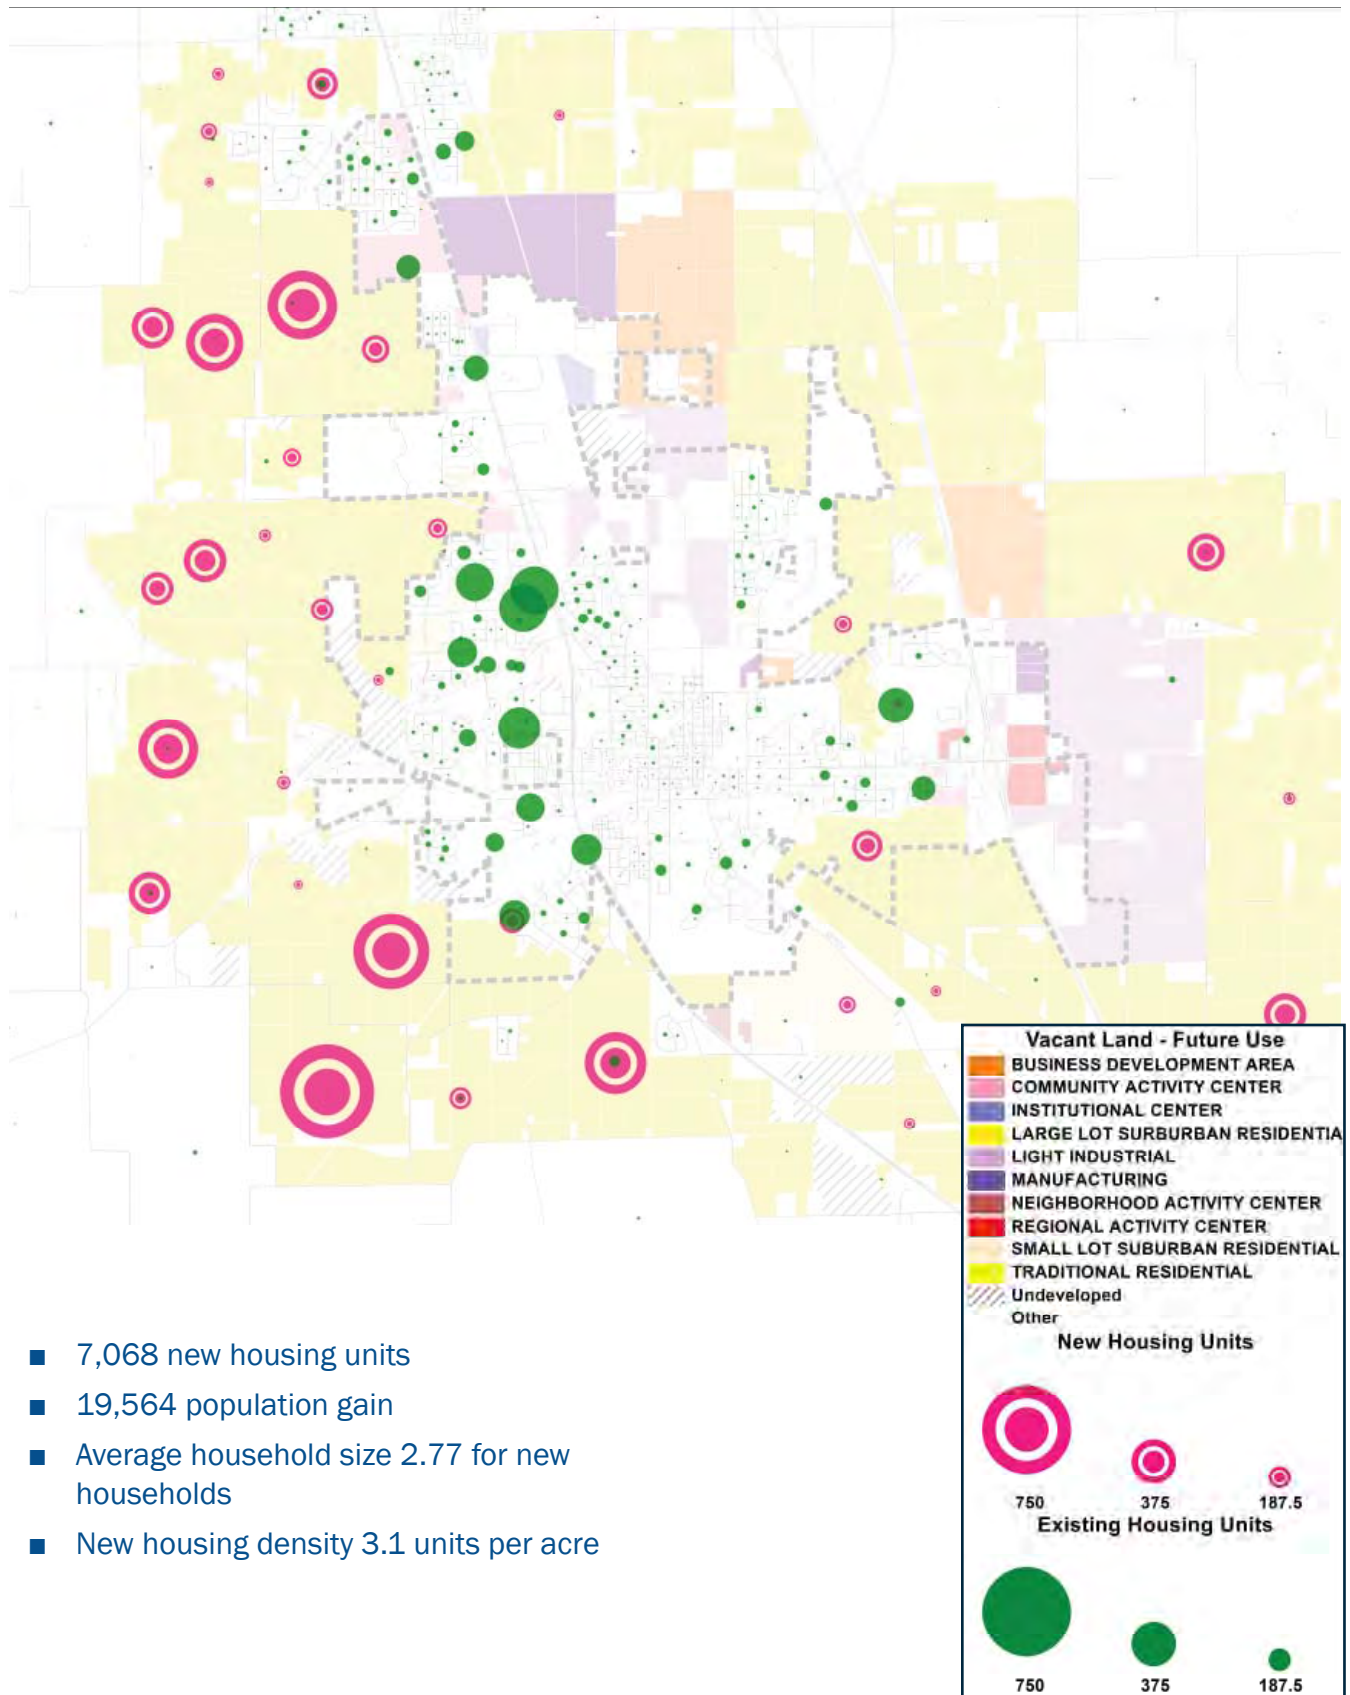 Vacant Land - Future Use
BUSINESS DEVELOPMENT AREA
COMMUNITY ACTIVITY CENTER
INSTITUTIONAL CENTER
LARGE LOT SURBURBAN RESIDENTIA
LIGHT INDUSTRIAL
MANUFACTURING
NEIGHBORHOOD ACTIVITY CENTER
REGIONAL ACTIVITY CENTER
SMALL LOT SUBURBAN RESIDENTIAL
TRADITIONAL RESIDENTIAL
Undeveloped
Other
New Housing Units
750 375 187.5
Existing Housing Units
750 375 187.5
■ 7,068 new housing units
■ 19,564 population gain
■ Average household size 2.77 for new
households
■ New housing density 3.1 units per acre